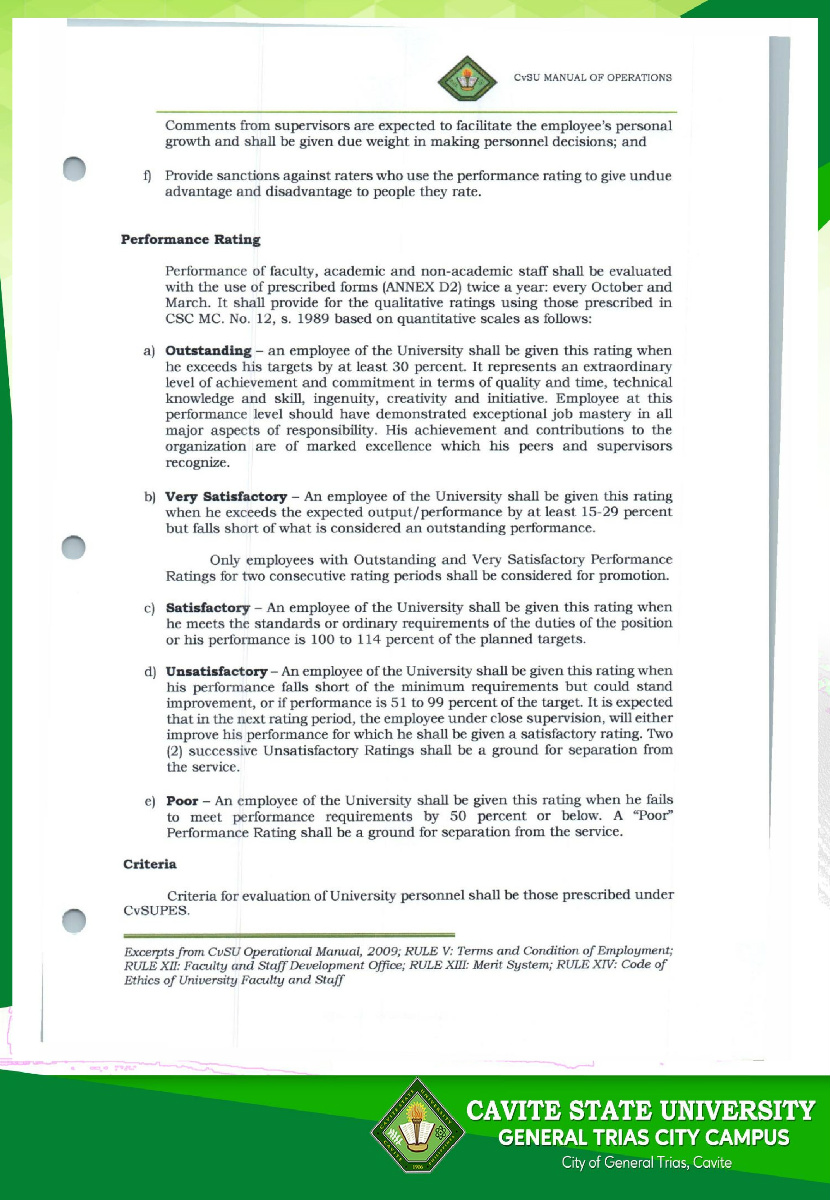 CvSU MANUAL OF OPERATIONS
Comments from supervisors are expected to facilitate the employee's personal
growth and shall be given due weight in making personnel decisions; and
f) Provide sanctions against raters who use the performance rating to give undue
advantage and disadvantage to people they rate.
Performance Rating
Performance of faculty, academic and non-academic staff shall be evaluated
with the use of prescribed forms (ANNEX D2) twice a year: every October and
March. It shall provide for the qualitative ratings using those prescribed in
CSC MC. No. 12, s. 1989 based on quantitative scales as follows:
a) Outstanding – an employee of the University shall be given this rating when
he exceeds his targets by at least 30 percent. It represents an extraordinary
level of achievement and commitment in terms of quality and time, technical
knowledge and skill, ingenuity, creativity and initiative. Employee at this
performance level should have demonstrated exceptional job mastery in all
major aspects of responsibility. His achievement and contributions to the
organization are of marked excellence which his peers and supervisors
recognize.
b) Very Satisfactory – An employee of the University shall be given this rating
when he exceeds the expected output/performance by at least 15-29 percent
but falls short of what is considered an outstanding performance.
Only employees with Outstanding and Very Satisfactory Performance
Ratings for two consecutive rating periods shall be considered for promotion.
c) Satisfactory – An employee of the University shall be given this rating when
he meets the standards or ordinary requirements of the duties of the position
or his performance is 100 to 114 percent of the planned targets.
d) Unsatisfactory – An employee of the University shall be given this rating when
his performance falls short of the minimum requirements but could stand
improvement, or if performance is 51 to 99 percent of the target. It is expected
that in the next rating period, the employee under close supervision, will either
improve his performance for which he shall be given a satisfactory rating. Two
(2) successive Unsatisfactory Ratings shall be a ground for separation from
the service.
e) Poor – An employee of the University shall be given this rating when he fails
to meet performance requirements by 50 percent or below. A "Poor"
Performance Rating shall be a ground for separation from the service.
Criteria
Criteria for evaluation of University personnel shall be those prescribed under
CvSUPES.
Excerpts from CvSU Operational Manual, 2009; RULE V: Terms and Condition of Employment;
RULE XII: Faculty and Staff Development Office; RULE XIII: Merit System; RULE XIV: Code of
Ethics of University Faculty and Staff
CAVITE STATE UNIVERSITY
GENERAL TRIAS CITY CAMPUS
City of General Trias, Cavite
1906